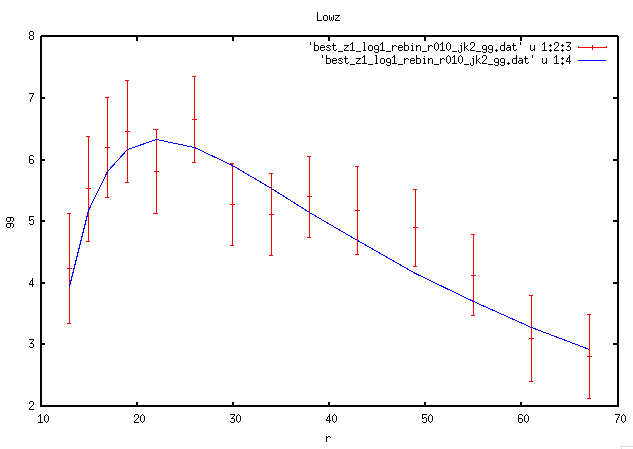 Lowz
'best_z1_log1_rebin_r010_jk2_gg.dat' u 1:2:3
'best_z1_log1_rebin_r010_jk2_gg.dat' u 1:4
8
7
6
5
4
3
2
gg
10 20 30 40 50 60 70
r